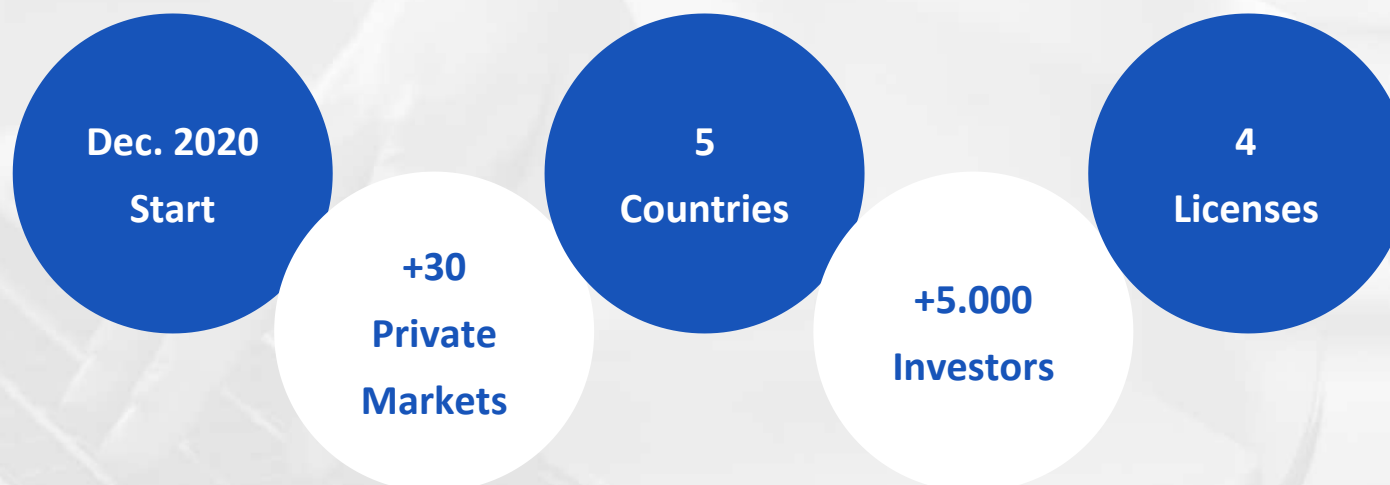 Dec. 2020
Start
+30
Private
Markets
5
Countries
+5.000
Investors
4
Licenses